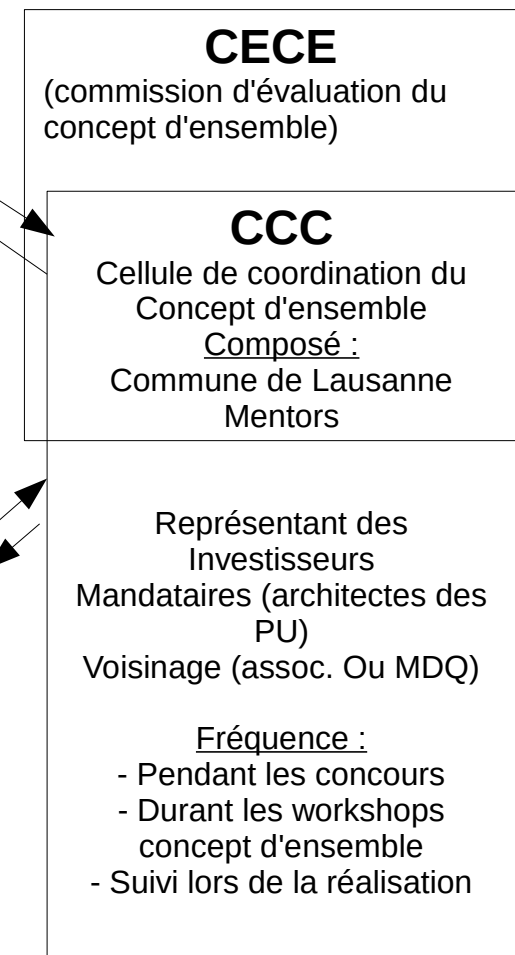 CECE
(commission d'évaluation du
concept d'ensemble)
CCC
Cellule de coordination du
Concept d'ensemble
Composé :
Commune de Lausanne
Mentors
Représentant des
Investisseurs
Mandataires (architectes des
PU)
Voisinage (assoc. Ou MDQ)
Fréquence :
- Pendant les concours
- Durant les workshops
concept d'ensemble
- Suivi lors de la réalisation